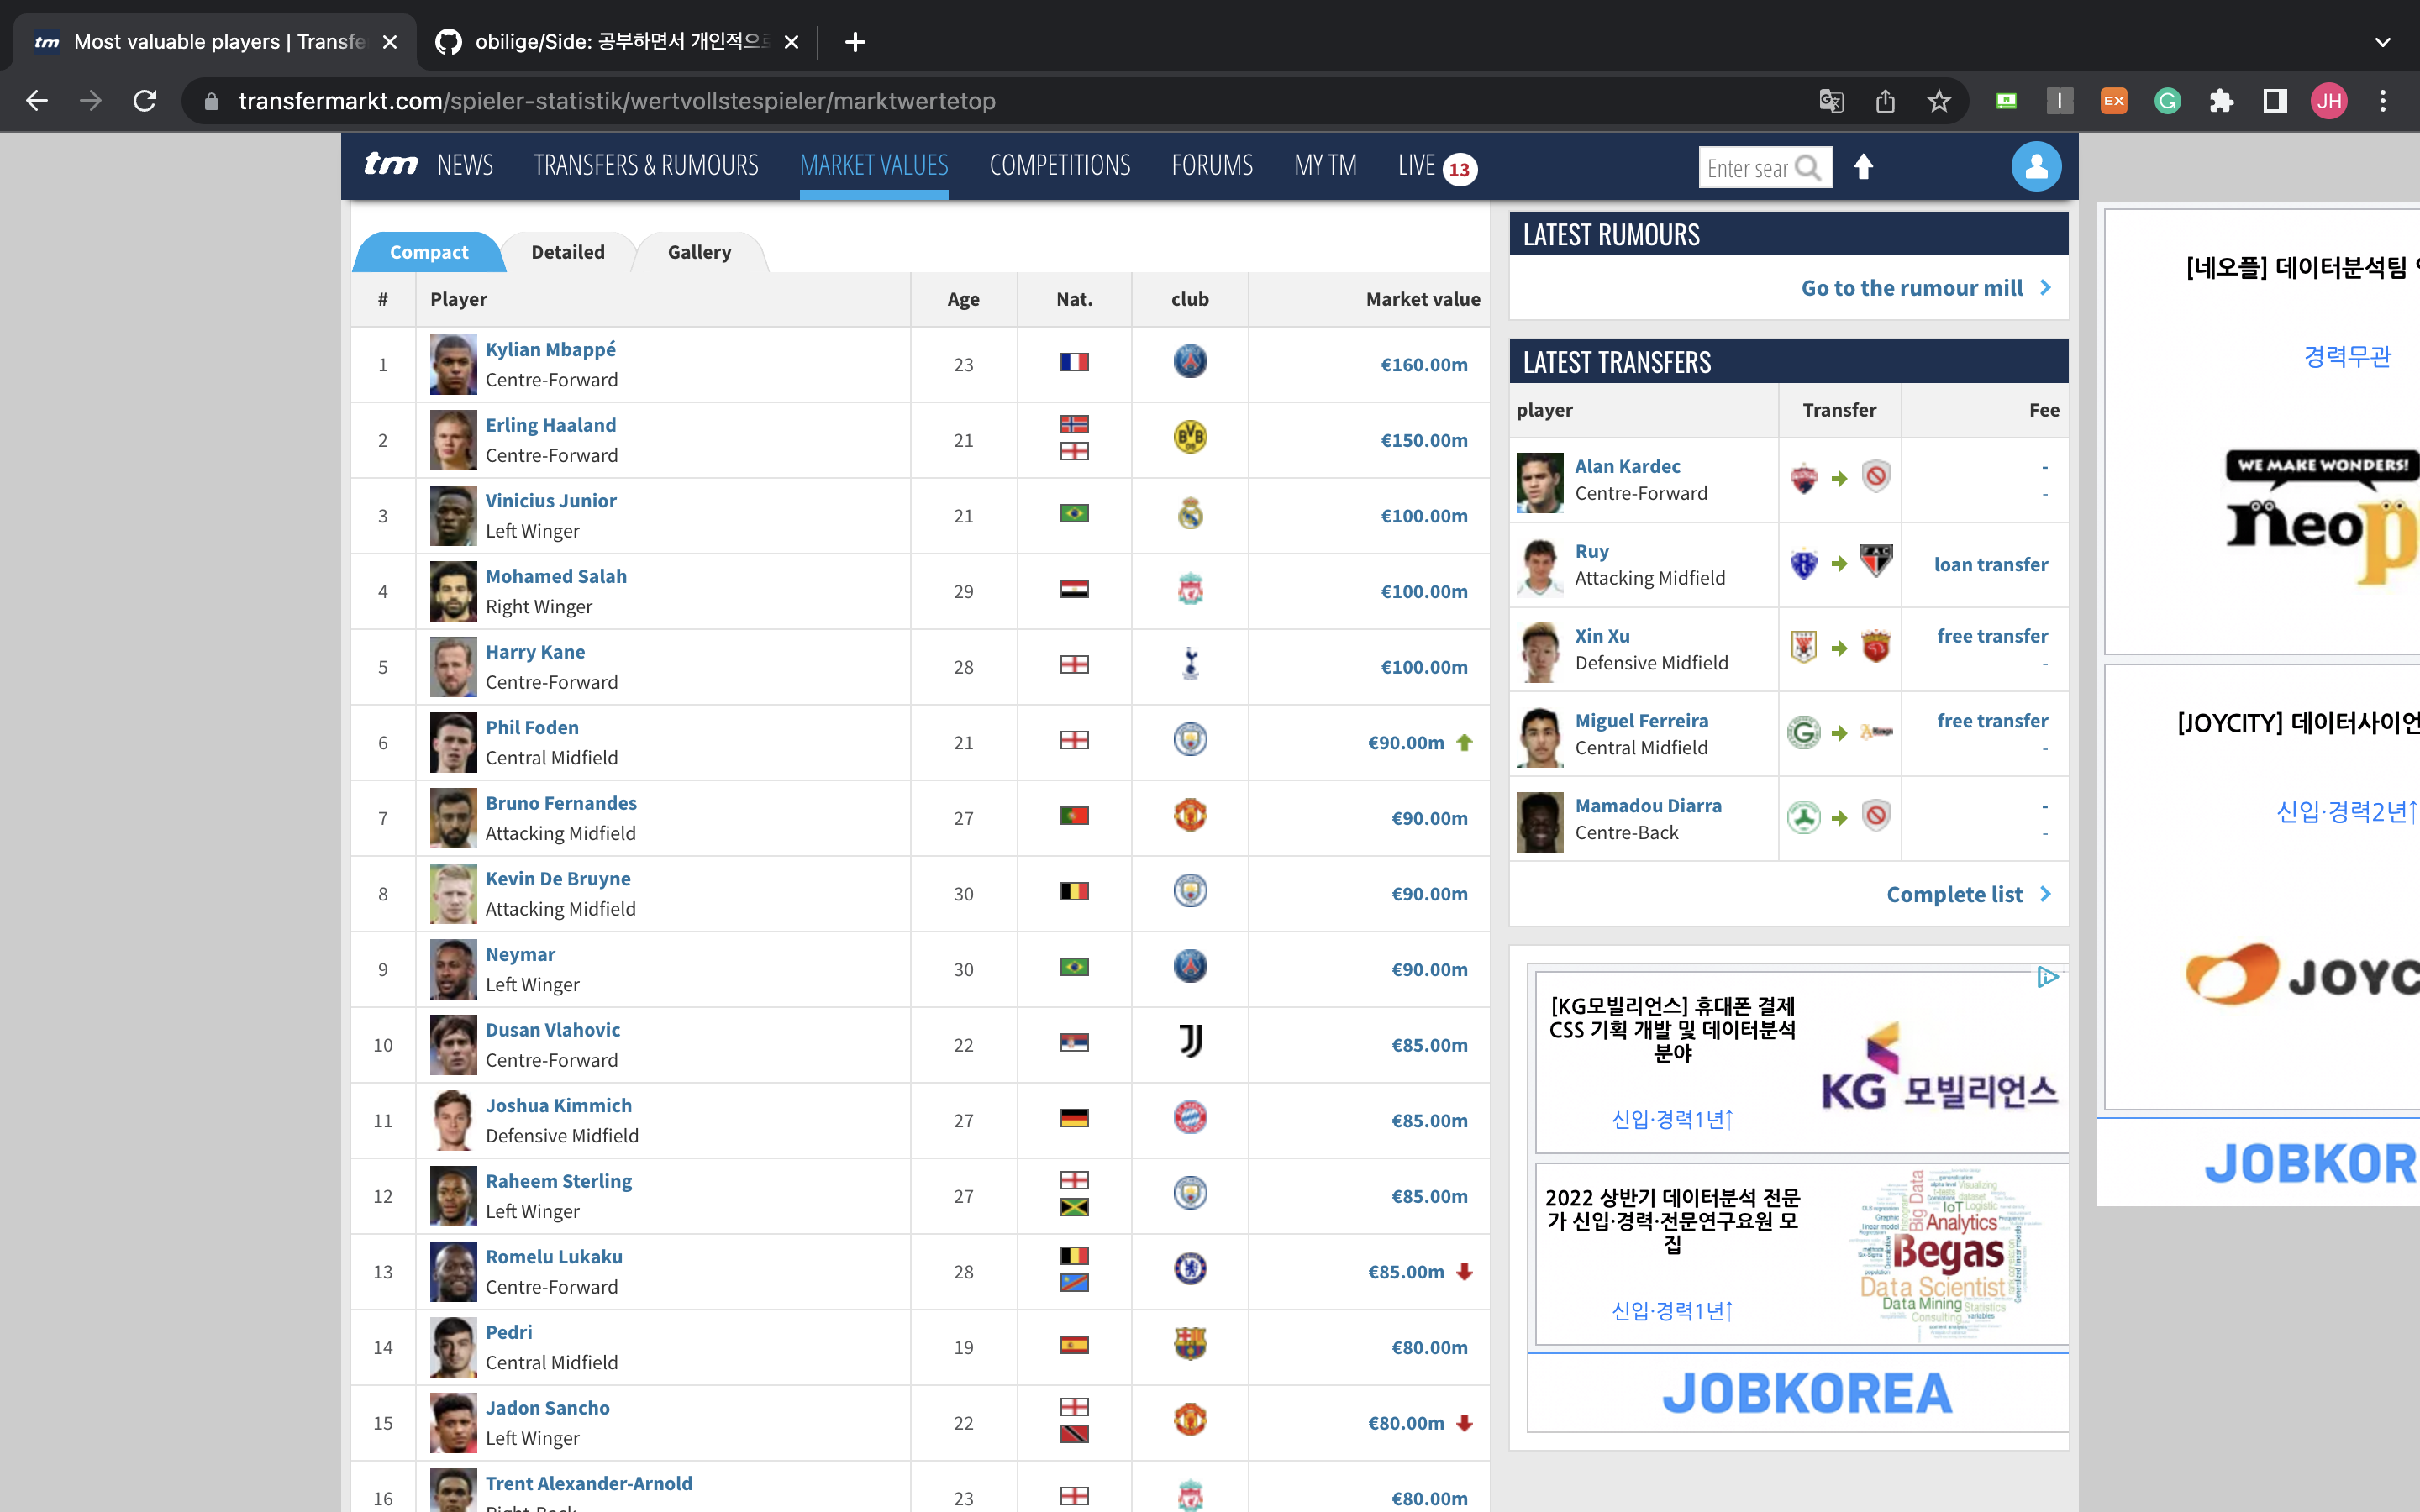 tm Most valuable players | Transfe
obilige/Side: 공부하면서 개인적으로
transfermarkt.com/spieler-statistik/wertvollstespieler/marktwertetop
N
I
EX
G
JH
tm NEWS TRANSFERS & RUMOURS MARKET VALUES COMPETITIONS FORUMS MY TM LIVE 13 Enter sear
Compact Detailed Gallery
# Player Age Nat. club Market value
1 Kylian Mbappé 23 €160.00m
Centre-Forward
2 Erling Haaland 21 €150.00m
Centre-Forward
3 Vinicius Junior 21 €100.00m
Left Winger
4 Mohamed Salah 29 €100.00m
Right Winger
5 Harry Kane 28 €100.00m
Centre-Forward
6 Phil Foden 21 €90.00m
Central Midfield
7 Bruno Fernandes 27 €90.00m
Attacking Midfield
8 Kevin De Bruyne 30 €90.00m
Attacking Midfield
9 Neymar 30 €90.00m
Left Winger
10 Dusan Vlahovic 22 €85.00m
Centre-Forward
11 Joshua Kimmich 27 €85.00m
Defensive Midfield
12 Raheem Sterling 27 €85.00m
Left Winger
13 Romelu Lukaku 28 €85.00m
Centre-Forward
14 Pedri 19 €80.00m
Central Midfield
15 Jadon Sancho 22 €80.00m
Left Winger
16 Trent Alexander-Arnold 23 €80.00m
Right-Back
LATEST RUMOURS
Go to the rumour mill
LATEST TRANSFERS
player Transfer Fee
Alan Kardec -
Centre-Forward -
Ruy
Attacking Midfield loan transfer
Xin Xu free transfer
Defensive Midfield -
Miguel Ferreira free transfer
Central Midfield -
Mamadou Diarra -
Centre-Back -
Complete list
[KG모빌리언스] 휴대폰 결제
CSS 기획 개발 및 데이터분석
분야
신입·경력1년↑
KG 모빌리언스
2022 상반기 데이터분석 전문
가 신입·경력·전문연구요원 모
집
신입·경력1년↑
Big Data
Visualizing
IoT Logistic
Analytics
Begas
Data Scientist
Data Mining Statistics
Consulting variables
JOBKOREA
[네오플] 데이터분석팀
경력무관
WE MAKE WONDERS!
neop
[JOYCITY] 데이터사이언
신입·경력2년↑
JOYC
JOBKOR